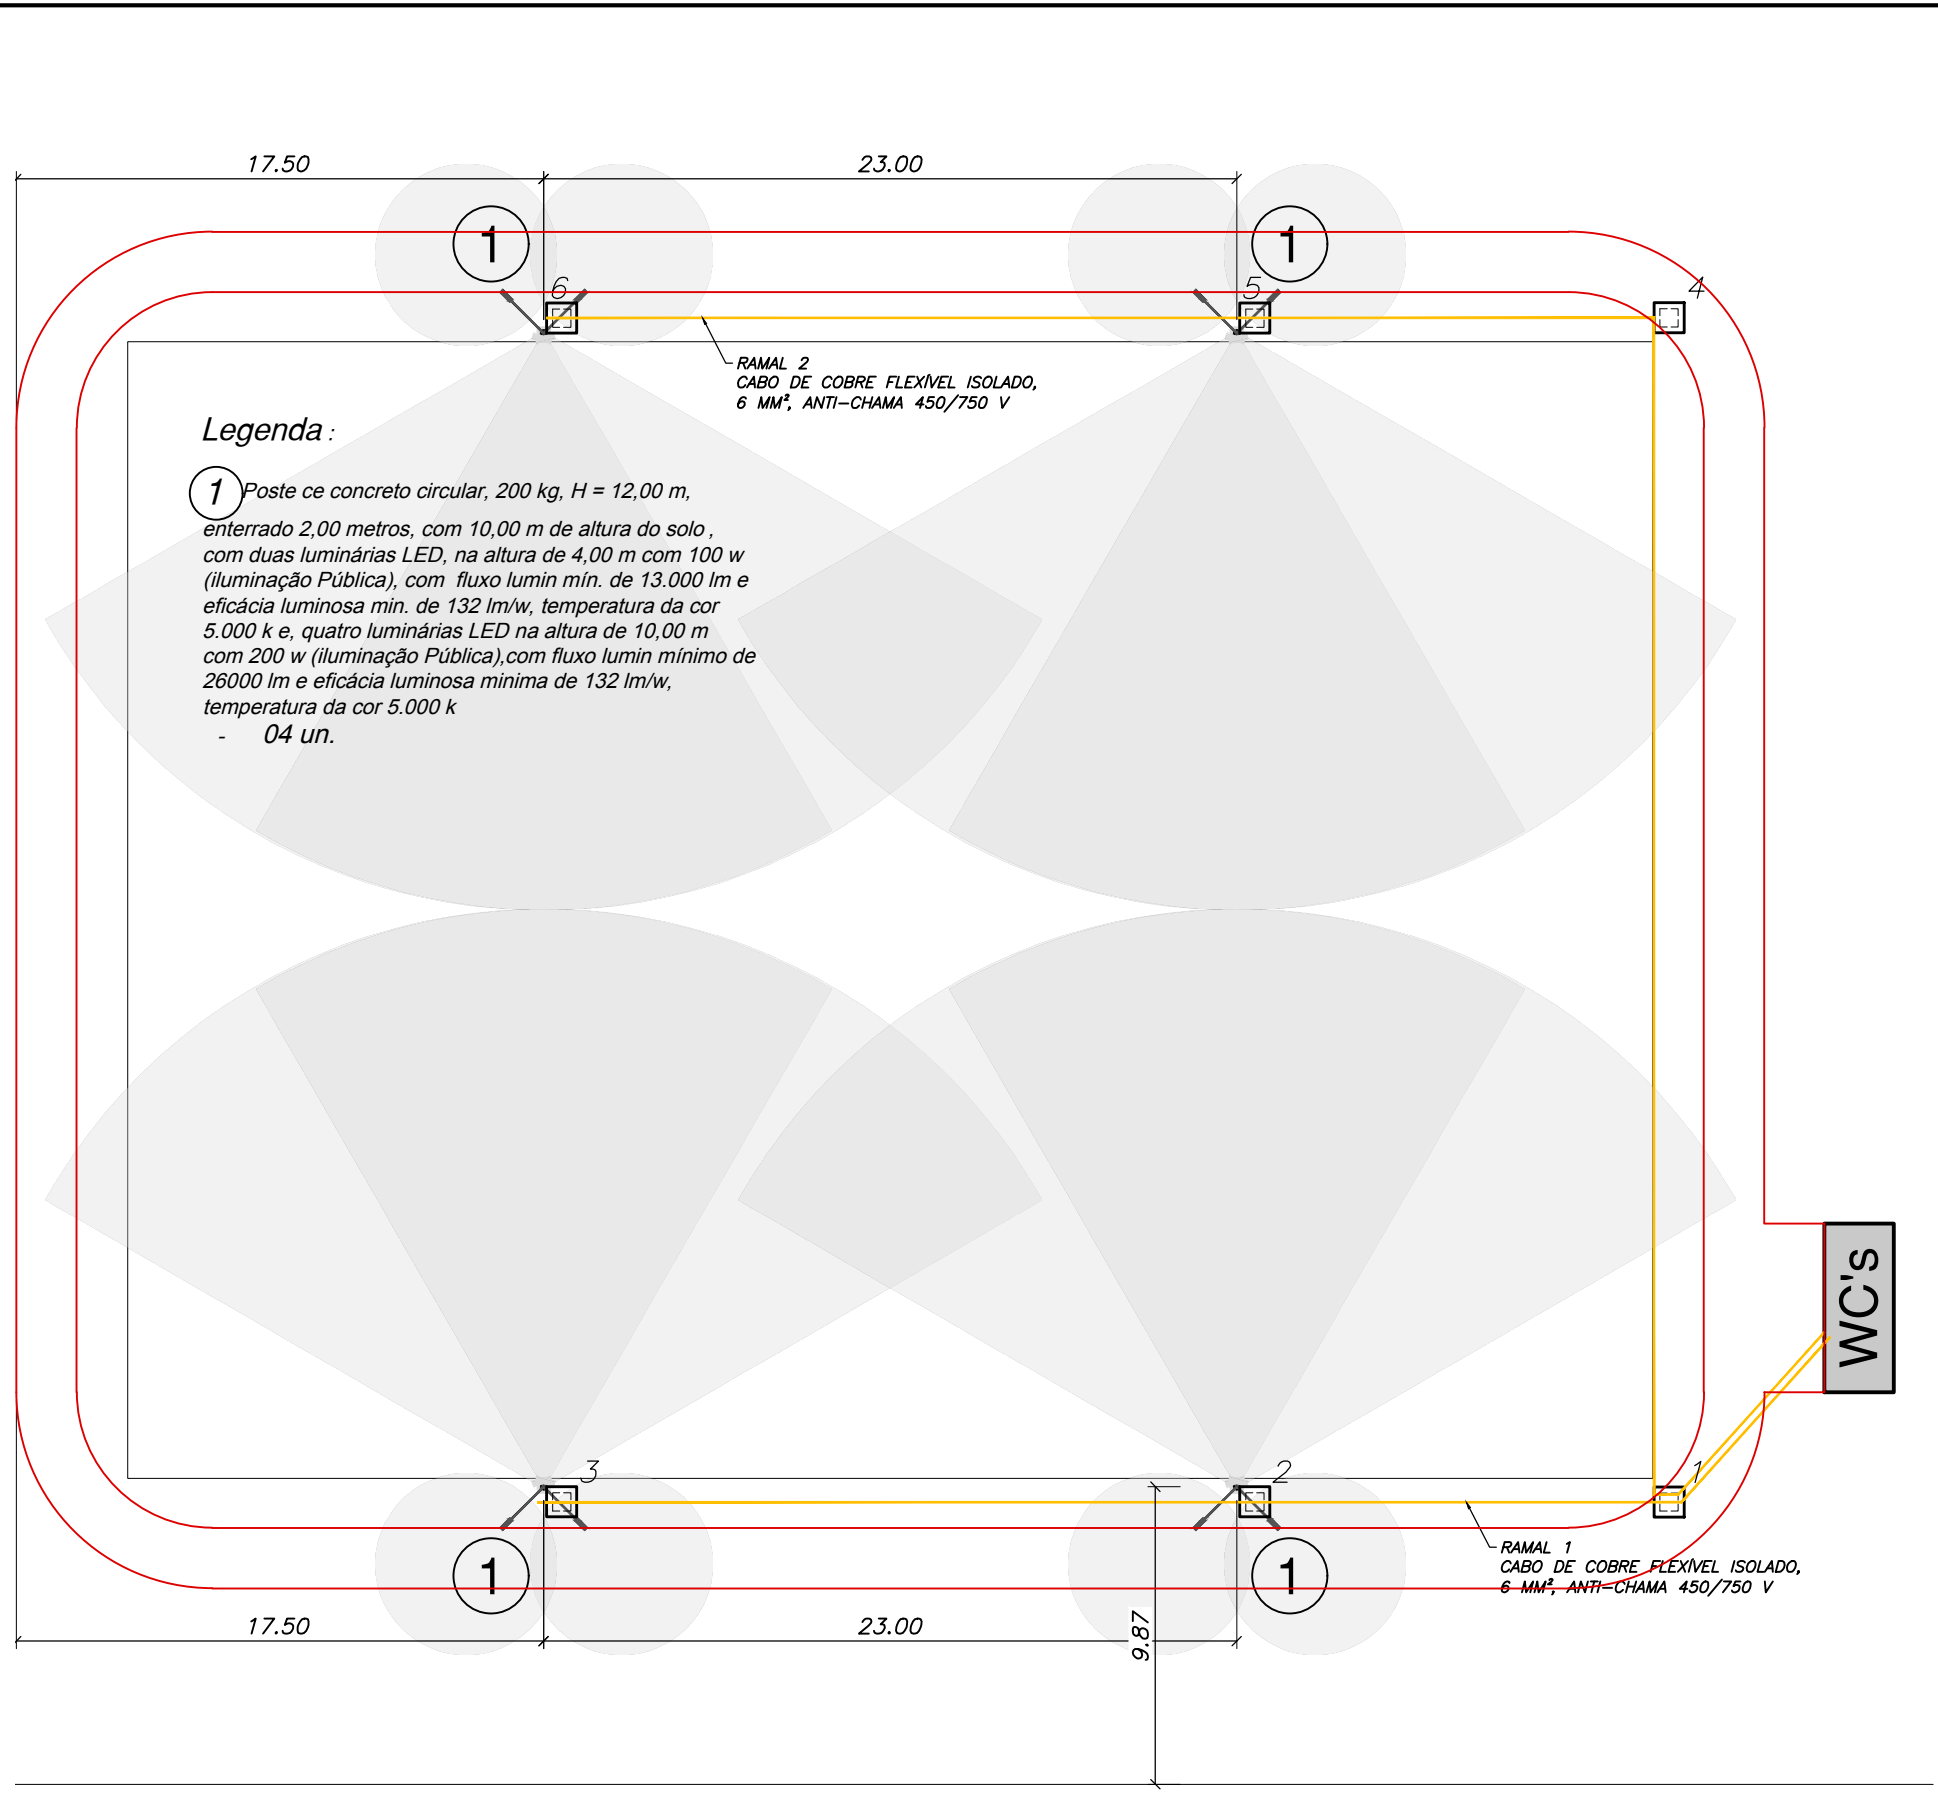 17.50
23.00
1
1
6
5
4
RAMAL 2
CABO DE COBRE FLEXÍVEL ISOLADO,
6 MM², ANTI-CHAMA 450/750 V
Legenda :
1 Poste ce concreto circular, 200 kg, H = 12,00 m,
enterrado 2,00 metros, com 10,00 m de altura do solo ,
com duas luminárias LED, na altura de 4,00 m com 100 w
(iluminação Pública), com fluxo lumin mín. de 13.000 lm e
eficácia luminosa min. de 132 lm/w, temperatura da cor
5.000 k e, quatro luminárias LED na altura de 10,00 m
com 200 w (iluminação Pública),com fluxo lumin mínimo de
26000 lm e eficácia luminosa minima de 132 lm/w,
temperatura da cor 5.000 k
- 04 un.
WC's
3
2
1
RAMAL 1
CABO DE COBRE FLEXÍVEL ISOLADO,
6 MM², ANTI-CHAMA 450/750 V
1
1
17.50
23.00
9.87